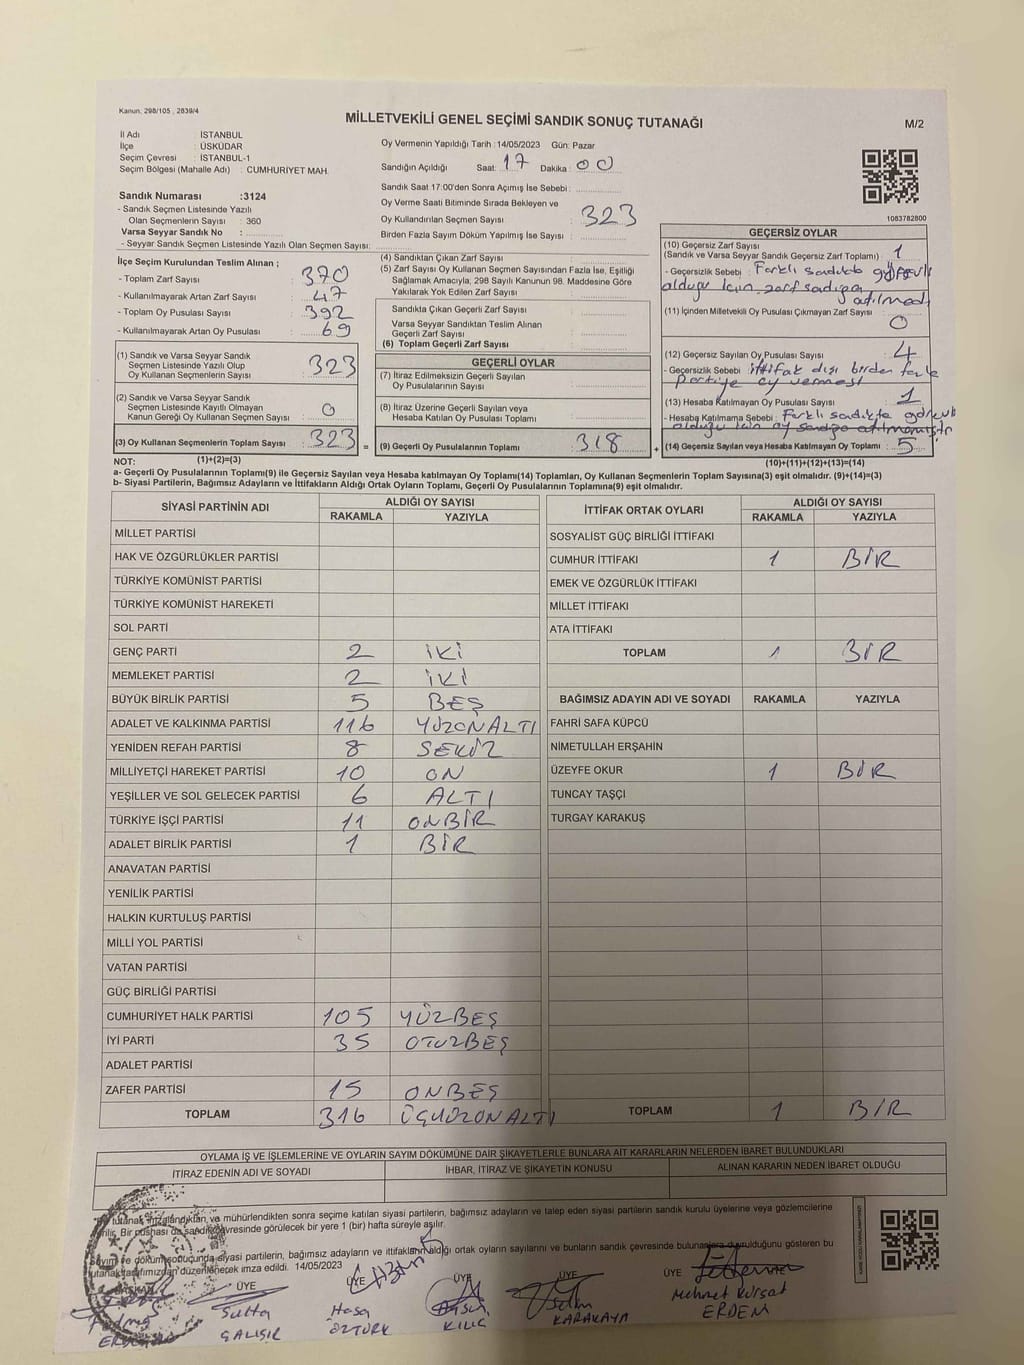 Kanun, 298/105 , 2839/4
MİLLETVEKİLİ GENEL SEÇİMİ SANDIK SONUÇ TUTANAĞI
M/2
İl Adı : İSTANBUL
İlçe : ÜSKÜDAR
Seçim Çevresi : İSTANBUL-1
Seçim Bölgesi (Mahalle Adı) : CUMHURİYET MAH.
Sandık Numarası :3124
- Sandık Seçmen Listesinde Yazılı
Olan Seçmenlerin Sayısı : 360
Varsa Seyyar Sandık No :
- Seyyar Sandık Seçmen Listesinde Yazılı Olan Seçmen Sayısı:
Oy Vermenin Yapıldığı Tarih :14/05/2023 Gün: Pazar
Sandığın Açıldığı Saat: 17 Dakika : 00
Sandık Saat 17:00'den Sonra Açımış İse Sebebi :
Oy Verme Saati Bitiminde Sırada Bekleyen ve
Oy Kullandırılan Seçmen Sayısı : 323
Birden Fazla Sayım Döküm Yapılmış İse Sayısı :
1083782800
İlçe Seçim Kurulundan Teslim Alınan ;
- Toplam Zarf Sayısı : 370
- Kullanılmayarak Artan Zarf Sayısı : 47
- Toplam Oy Pusulası Sayısı : 392
- Kullanılmayarak Artan Oy Pusulası : 69
(1) Sandık ve Varsa Seyyar Sandık
Seçmen Listesinde Yazılı Olup
Oy Kullanan Seçmenlerin Sayısı : 323
(2) Sandık ve Varsa Seyyar Sandık
Seçmen Listesinde Kayıtlı Olmayan
Kanun Gereği Oy Kullanan Seçmen Sayısı : 0
(3) Oy Kullanan Seçmenlerin Toplam Sayısı : 323 =
(4) Sandıktan Çıkan Zarf Sayısı :
(5) Zarf Sayısı Oy Kullanan Seçmen Sayısından Fazla İse, Eşitliği
Sağlamak Amacıyla; 298 Sayılı Kanunun 98. Maddesine Göre
Yakılarak Yok Edilen Zarf Sayısı :
Sandıkla Çıkan Geçerli Zarf Sayısı :
Varsa Seyyar Sandıktan Teslim Alınan
Geçerli Zarf Sayısı :
(6) Toplam Geçerli Zarf Sayısı :
GEÇERLİ OYLAR
(7) İtiraz Edilmeksizin Geçerli Sayılan
Oy Pusulalarının Sayısı :
(8) İtiraz Üzerine Geçerli Sayılan veya
Hesaba Katılan Oy Pusulası Toplamı :
(9) Geçerli Oy Pusulalarının Toplamı : 318 +
GEÇERSİZ OYLAR
(10) Geçersiz Zarf Sayısı
(Sandık ve Varsa Seyyar Sandık Geçersiz Zarf Toplamı) : 1
- Geçersizlik Sebebi : Farklı sandıkta görevli
olduğu için zarf sandığa
atılmadı
(11) İçinden Milletvekili Oy Pusulası Çıkmayan Zarf Sayısı
0
(12) Geçersiz Sayılan Oy Pusulası Sayısı : 4
- Geçersizlik Sebebi : ittifak dışı birden fazla
partiye oy vermesi
(13) Hesaba Katılmayan Oy Pusulası Sayısı : 1
- Hesaba Katılmama Sebebi : Farklı sandıkta görevli
olduğu için oy sandığa atılmamıştır
(14) Geçersiz Sayılan veya Hesaba Katılmayan Oy Toplamı : 5
NOT: (1)+(2)=(3) (10)+(11)+(12)+(13)=(14)
a- Geçerli Oy Pusulalarının Toplamı(9) ile Geçersiz Sayılan veya Hesaba katılmayan Oy Toplamı(14) Toplamları, Oy Kullanan Seçmenlerin Toplam Sayısına(3) eşit olmalıdır. (9)+(14)=(3)
b- Siyasi Partilerin, Bağımsız Adayların ve İttifakların Aldığı Ortak Oyların Toplamı, Geçerli Oy Pusulalarının Toplamına(9) eşit olmalıdır.
SİYASİ PARTİNİN ADI ALDIĞI OY SAYISI
RAKAMLA YAZIYLA
MİLLET PARTİSİ
HAK VE ÖZGÜRLÜKLER PARTİSİ
TÜRKİYE KOMÜNİST PARTİSİ
TÜRKİYE KOMÜNİST HAREKETİ
SOL PARTİ
GENÇ PARTİ 2 İKİ
MEMLEKET PARTİSİ 2 İKİ
BÜYÜK BİRLİK PARTİSİ 5 BEŞ
ADALET VE KALKINMA PARTİSİ 116 YÜZONALTI
YENİDEN REFAH PARTİSİ 8 SEKİZ
MİLLİYETÇİ HAREKET PARTİSİ 10 ON
YEŞİLLER VE SOL GELECEK PARTİSİ 6 ALTI
TÜRKİYE İŞÇİ PARTİSİ 11 ONBİR
ADALET BİRLİK PARTİSİ 1 BİR
ANAVATAN PARTİSİ
YENİLİK PARTİSİ
HALKIN KURTULUŞ PARTİSİ
MİLLİ YOL PARTİSİ
VATAN PARTİSİ
GÜÇ BİRLİĞİ PARTİSİ
CUMHURİYET HALK PARTİSİ 105 YÜZBEŞ
İYİ PARTİ 35 OTUZBEŞ
ADALET PARTİSİ
ZAFER PARTİSİ 15 ONBEŞ
TOPLAM 316 ÜÇYÜZONALTI
İTTİFAK ORTAK OYLARI ALDIĞI OY SAYISI
RAKAMLA YAZIYLA
SOSYALİST GÜÇ BİRLİĞİ İTTİFAKI
CUMHUR İTTİFAKI 1 BİR
EMEK VE ÖZGÜRLÜK İTTİFAKI
MİLLET İTTİFAKI
ATA İTTİFAKI
TOPLAM 1 BİR
BAĞIMSIZ ADAYIN ADI VE SOYADI RAKAMLA YAZIYLA
FAHRİ SAFA KÜPCÜ
NİMETULLAH ERŞAHİN
ÜZEYFE OKUR 1 BİR
TUNCAY TAŞÇI
TURGAY KARAKUŞ
TOPLAM 1 BİR
OYLAMA İŞ VE İŞLEMLERİNE VE OYLARIN SAYIM DÖKÜMÜNE DAİR ŞİKAYETLERLE BUNLARA AİT KARARLARIN NELERDEN İBARET BULUNDUKLARI
İTİRAZ EDENİN ADI VE SOYADI İHBAR, İTİRAZ VE ŞİKAYETİN KONUSU ALINAN KARARIN NEDEN İBARET OLDUĞU
tutanak imzalandıktan ve mühürlendikten sonra seçime katılan siyasi partilerin, bağımsız adayların ve talep eden siyasi partilerin sandık kurulu üyelerine veya gözlemcilerine
Bir pusulası da sandık çevresinde görülecek bir yere 1 (bir) hafta süreyle asılır.
Sayım ve döküm sonucunda siyasi partilerin, bağımsız adayların ve ittifakların aldığı ortak oyların sayılarını ve bunların sandık çevresinde bulunanlara duyurulduğunu gösteren bu
tutanak tarafımızdan düzenlenerek imza edildi. 14/05/2023
BAŞKAN ÜYE ÜYE ÜYE ÜYE ÜYE
ÇALIŞIR
ÖZTÜRK
KILIÇ
Selim
KARAKAYA
Mehmet Kürşat
ERDEM